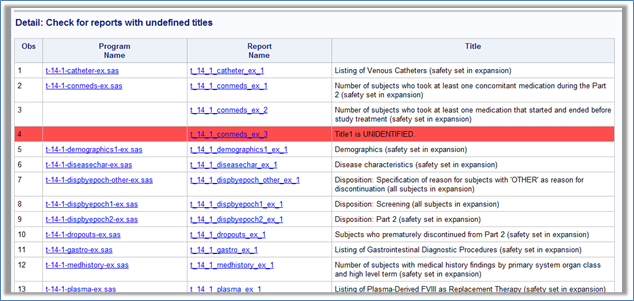 Detail: Check for reports with undefined titles
Obs Program Name Report Name Title
1 t-14-1-catheter-ex.sas t_14_1_catheter_ex_1 Listing of Venous Catheters (safety set in expansion)
2 t-14-1-conmeds-ex.sas t_14_1_conmeds_ex_1 Number of subjects who took at least one concomitant medication during the Part
2 (safety set in expansion)
3 t_14_1_conmeds_ex_2 Number of subjects who took at least one medication that started and ended before
study treatment (safety set in expansion)
4 t_14_1_conmeds_ex_3 Title1 is UNIDENTIFIED.
5 t-14-1-demographics1-ex.sas t_14_1_demographics1_ex_1 Demographics (safety set in expansion)
6 t-14-1-diseasechar-ex.sas t_14_1_diseasechar_ex_1 Disease characteristics (safety set in expansion)
7 t-14-1-dispbyepoch-other-ex.sas t_14_1_dispbyepoch_other_ex_1 Disposition: Specification of reason for subjects with 'OTHER' as reason for
discontinuation (all subjects in expansion)
8 t-14-1-dispbyepoch1-ex.sas t_14_1_dispbyepoch1_ex_1 Disposition: Screening (all subjects in expansion)
9 t-14-1-dispbyepoch2-ex.sas t_14_1_dispbyepoch2_ex_1 Disposition: Part 2 (safety set in expansion)
10 t-14-1-dropouts-ex.sas t_14_1_dropouts_ex_1 Subjects who prematurely discontinued from Part 2 (safety set in expansion)
11 t-14-1-gastro-ex.sas t_14_1_gastro_ex_1 Listing of Gastrointestinal Diagnostic Procedures (safety set in expansion)
12 t-14-1-medhistory-ex.sas t_14_1_medhistory_ex_1 Number of subjects with medical history findings by primary system organ class
and high level term (safety set in expansion)
13 t-14-1-plasma-ex.sas t_14_1_plasma_ex_1 Listing of Plasma-Derived FVIII as Replacement Therapy (safety set in expansion)